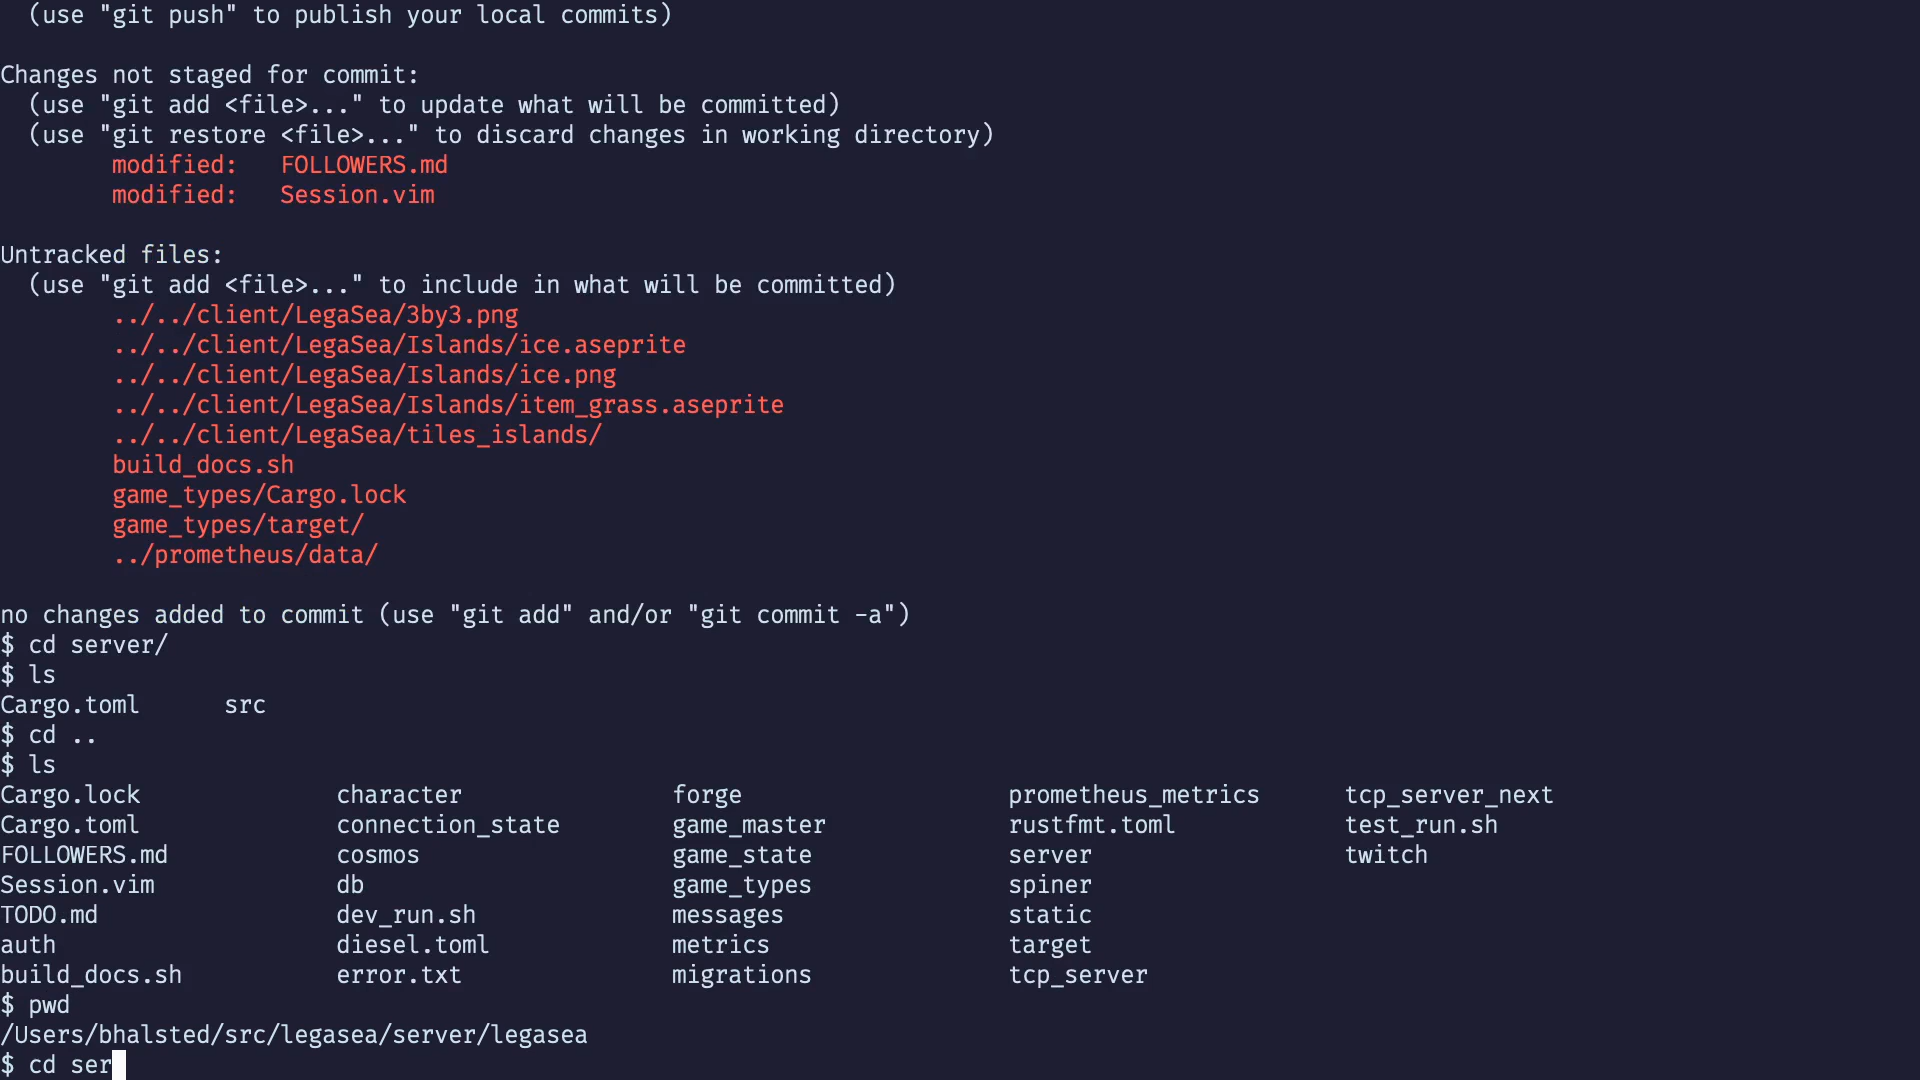 (use "git push" to publish your local commits)

Changes not staged for commit:
  (use "git add <file>..." to update what will be committed)
  (use "git restore <file>..." to discard changes in working directory)
        modified:   FOLLOWERS.md
        modified:   Session.vim

Untracked files:
  (use "git add <file>..." to include in what will be committed)
        ../../client/LegaSea/3by3.png
        ../../client/LegaSea/Islands/ice.aseprite
        ../../client/LegaSea/Islands/ice.png
        ../../client/LegaSea/Islands/item_grass.aseprite
        ../../client/LegaSea/tiles_islands/
        build_docs.sh
        game_types/Cargo.lock
        game_types/target/
        ../prometheus/data/

no changes added to commit (use "git add" and/or "git commit -a")
$ cd server/
$ ls
Cargo.toml      src
$ cd ..
$ ls
Cargo.lock              character               forge                   prometheus_metrics      tcp_server_next
Cargo.toml              connection_state        game_master             rustfmt.toml            test_run.sh
FOLLOWERS.md            cosmos                  game_state              server                  twitch
Session.vim             db                      game_types              spiner
TODO.md                 dev_run.sh              messages                static
auth                    diesel.toml             metrics                 target
build_docs.sh           error.txt               migrations              tcp_server
$ pwd
/Users/bhalsted/src/legasea/server/legasea
$ cd ser